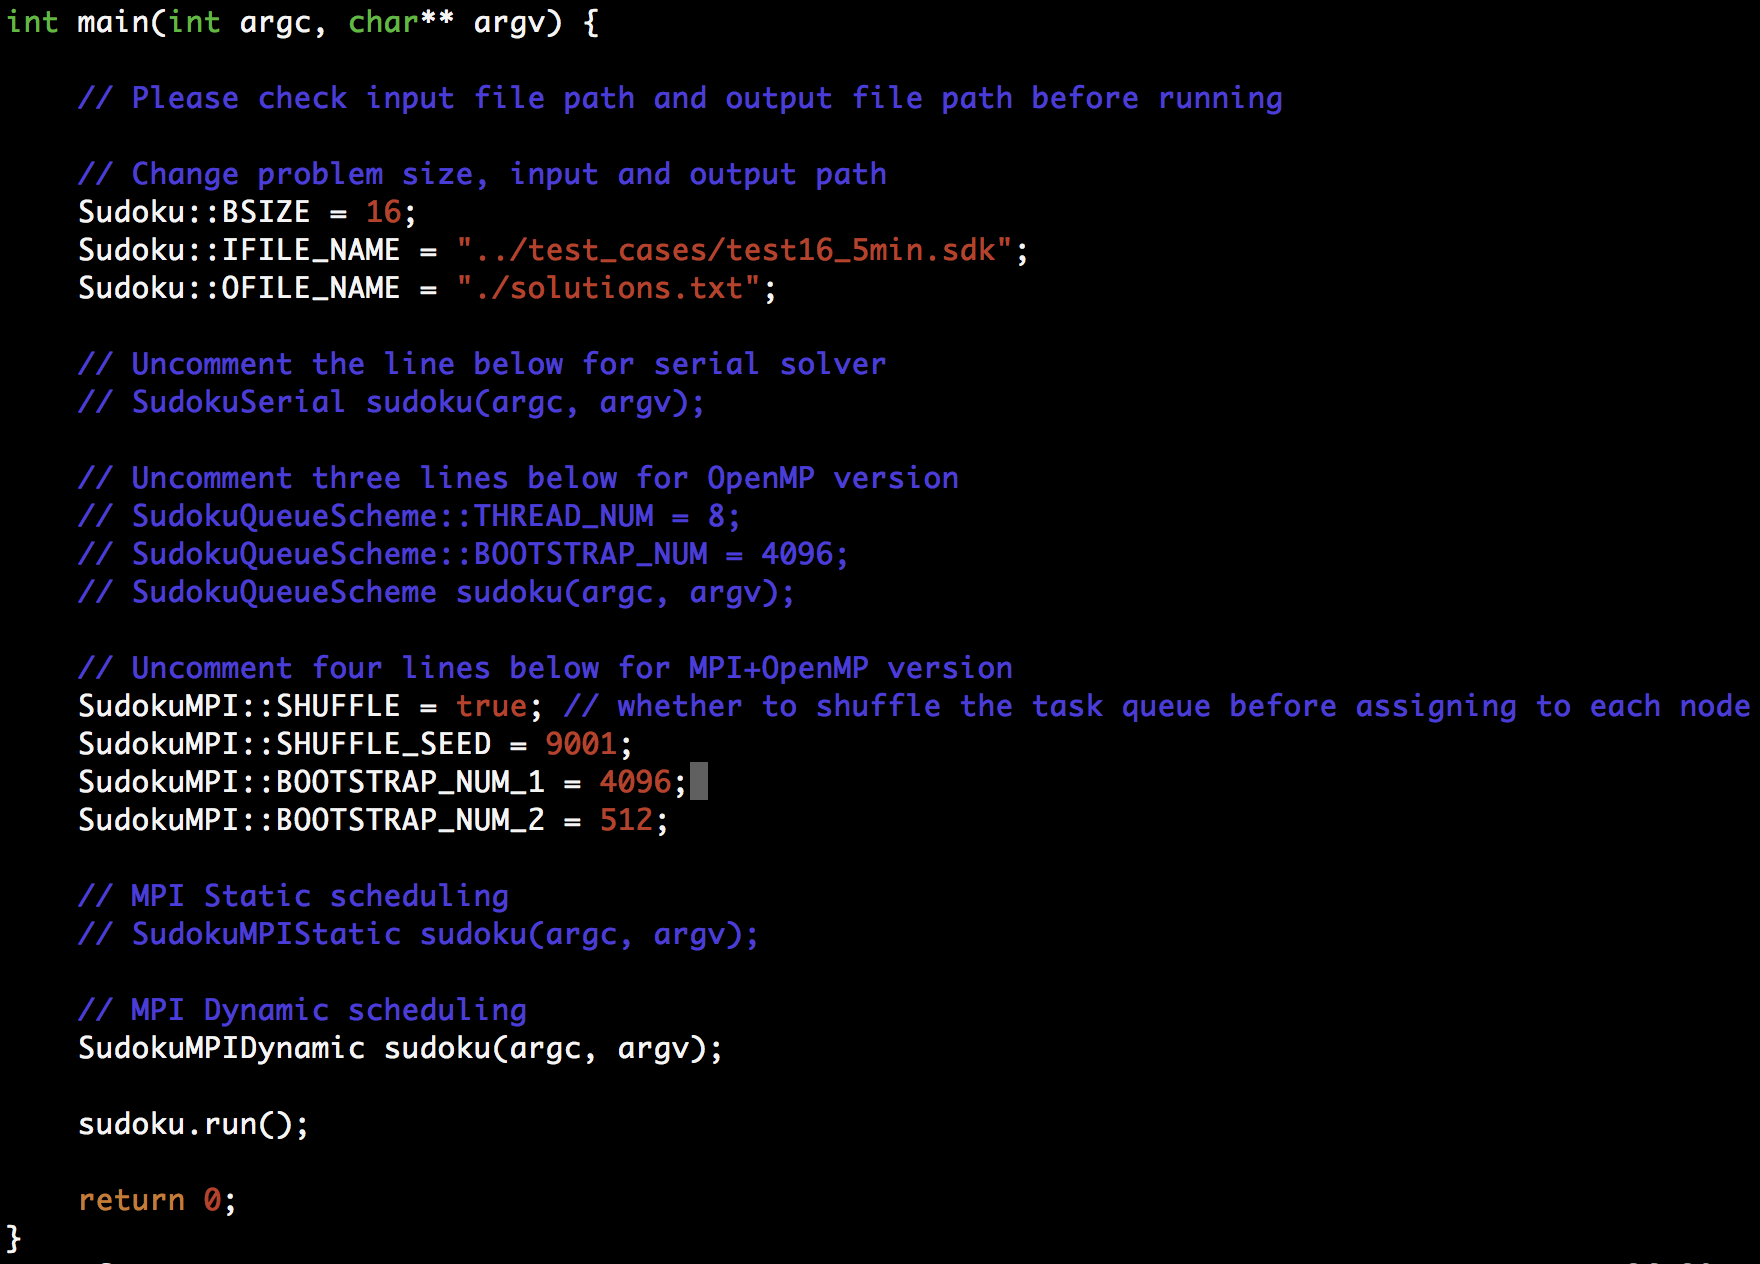 int main(int argc, char** argv) {
// Please check input file path and output file path before running
// Change problem size, input and output path
Sudoku::BSIZE = 16;
Sudoku::IFILE_NAME = "../test_cases/test16_5min.sdk";
Sudoku::OFILE_NAME = "./solutions.txt";
// Uncomment the line below for serial solver
// SudokuSerial sudoku(argc, argv);
// Uncomment three lines below for OpenMP version
// SudokuQueueScheme::THREAD_NUM = 8;
// SudokuQueueScheme::BOOTSTRAP_NUM = 4096;
// SudokuQueueScheme sudoku(argc, argv);
// Uncomment four lines below for MPI+OpenMP version
SudokuMPI::SHUFFLE = true; // whether to shuffle the task queue before assigning to each node
SudokuMPI::SHUFFLE_SEED = 9001;
SudokuMPI::BOOTSTRAP_NUM_1 = 4096;
SudokuMPI::BOOTSTRAP_NUM_2 = 512;
// MPI Static scheduling
// SudokuMPIStatic sudoku(argc, argv);
// MPI Dynamic scheduling
SudokuMPIDynamic sudoku(argc, argv);
sudoku.run();
return 0;
}